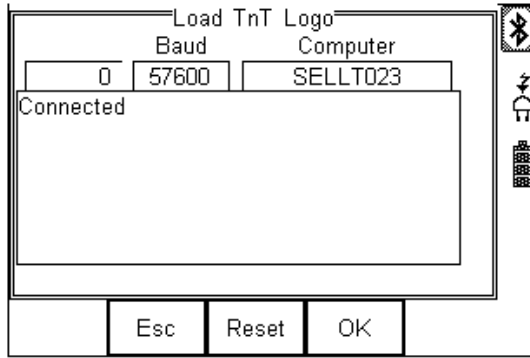 Load TnT Logo
Baud Computer
0 57600 SELLT023
Connected
Esc Reset OK